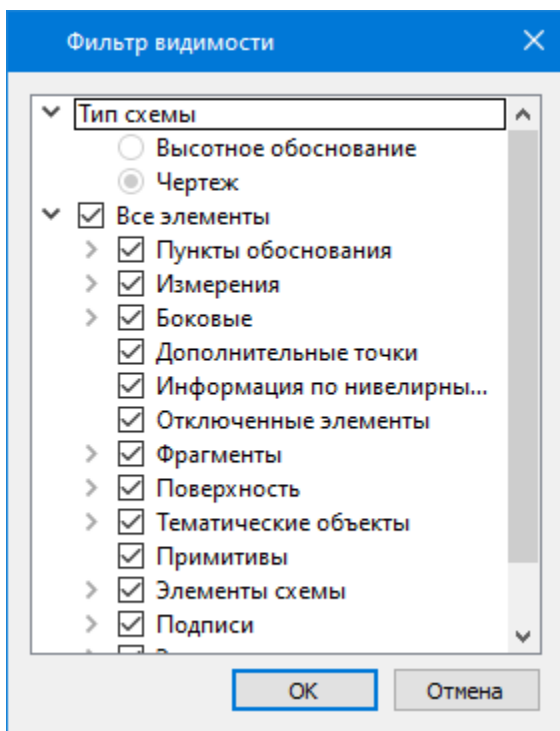 Фильтр видимости
Тип схемы
Высотное обоснование
Чертеж
Все элементы
Пункты обоснования
Измерения
Боковые
Дополнительные точки
Информация по нивелирны...
Отключенные элементы
Фрагменты
Поверхность
Тематические объекты
Примитивы
Элементы схемы
Подписи
ОК
Отмена